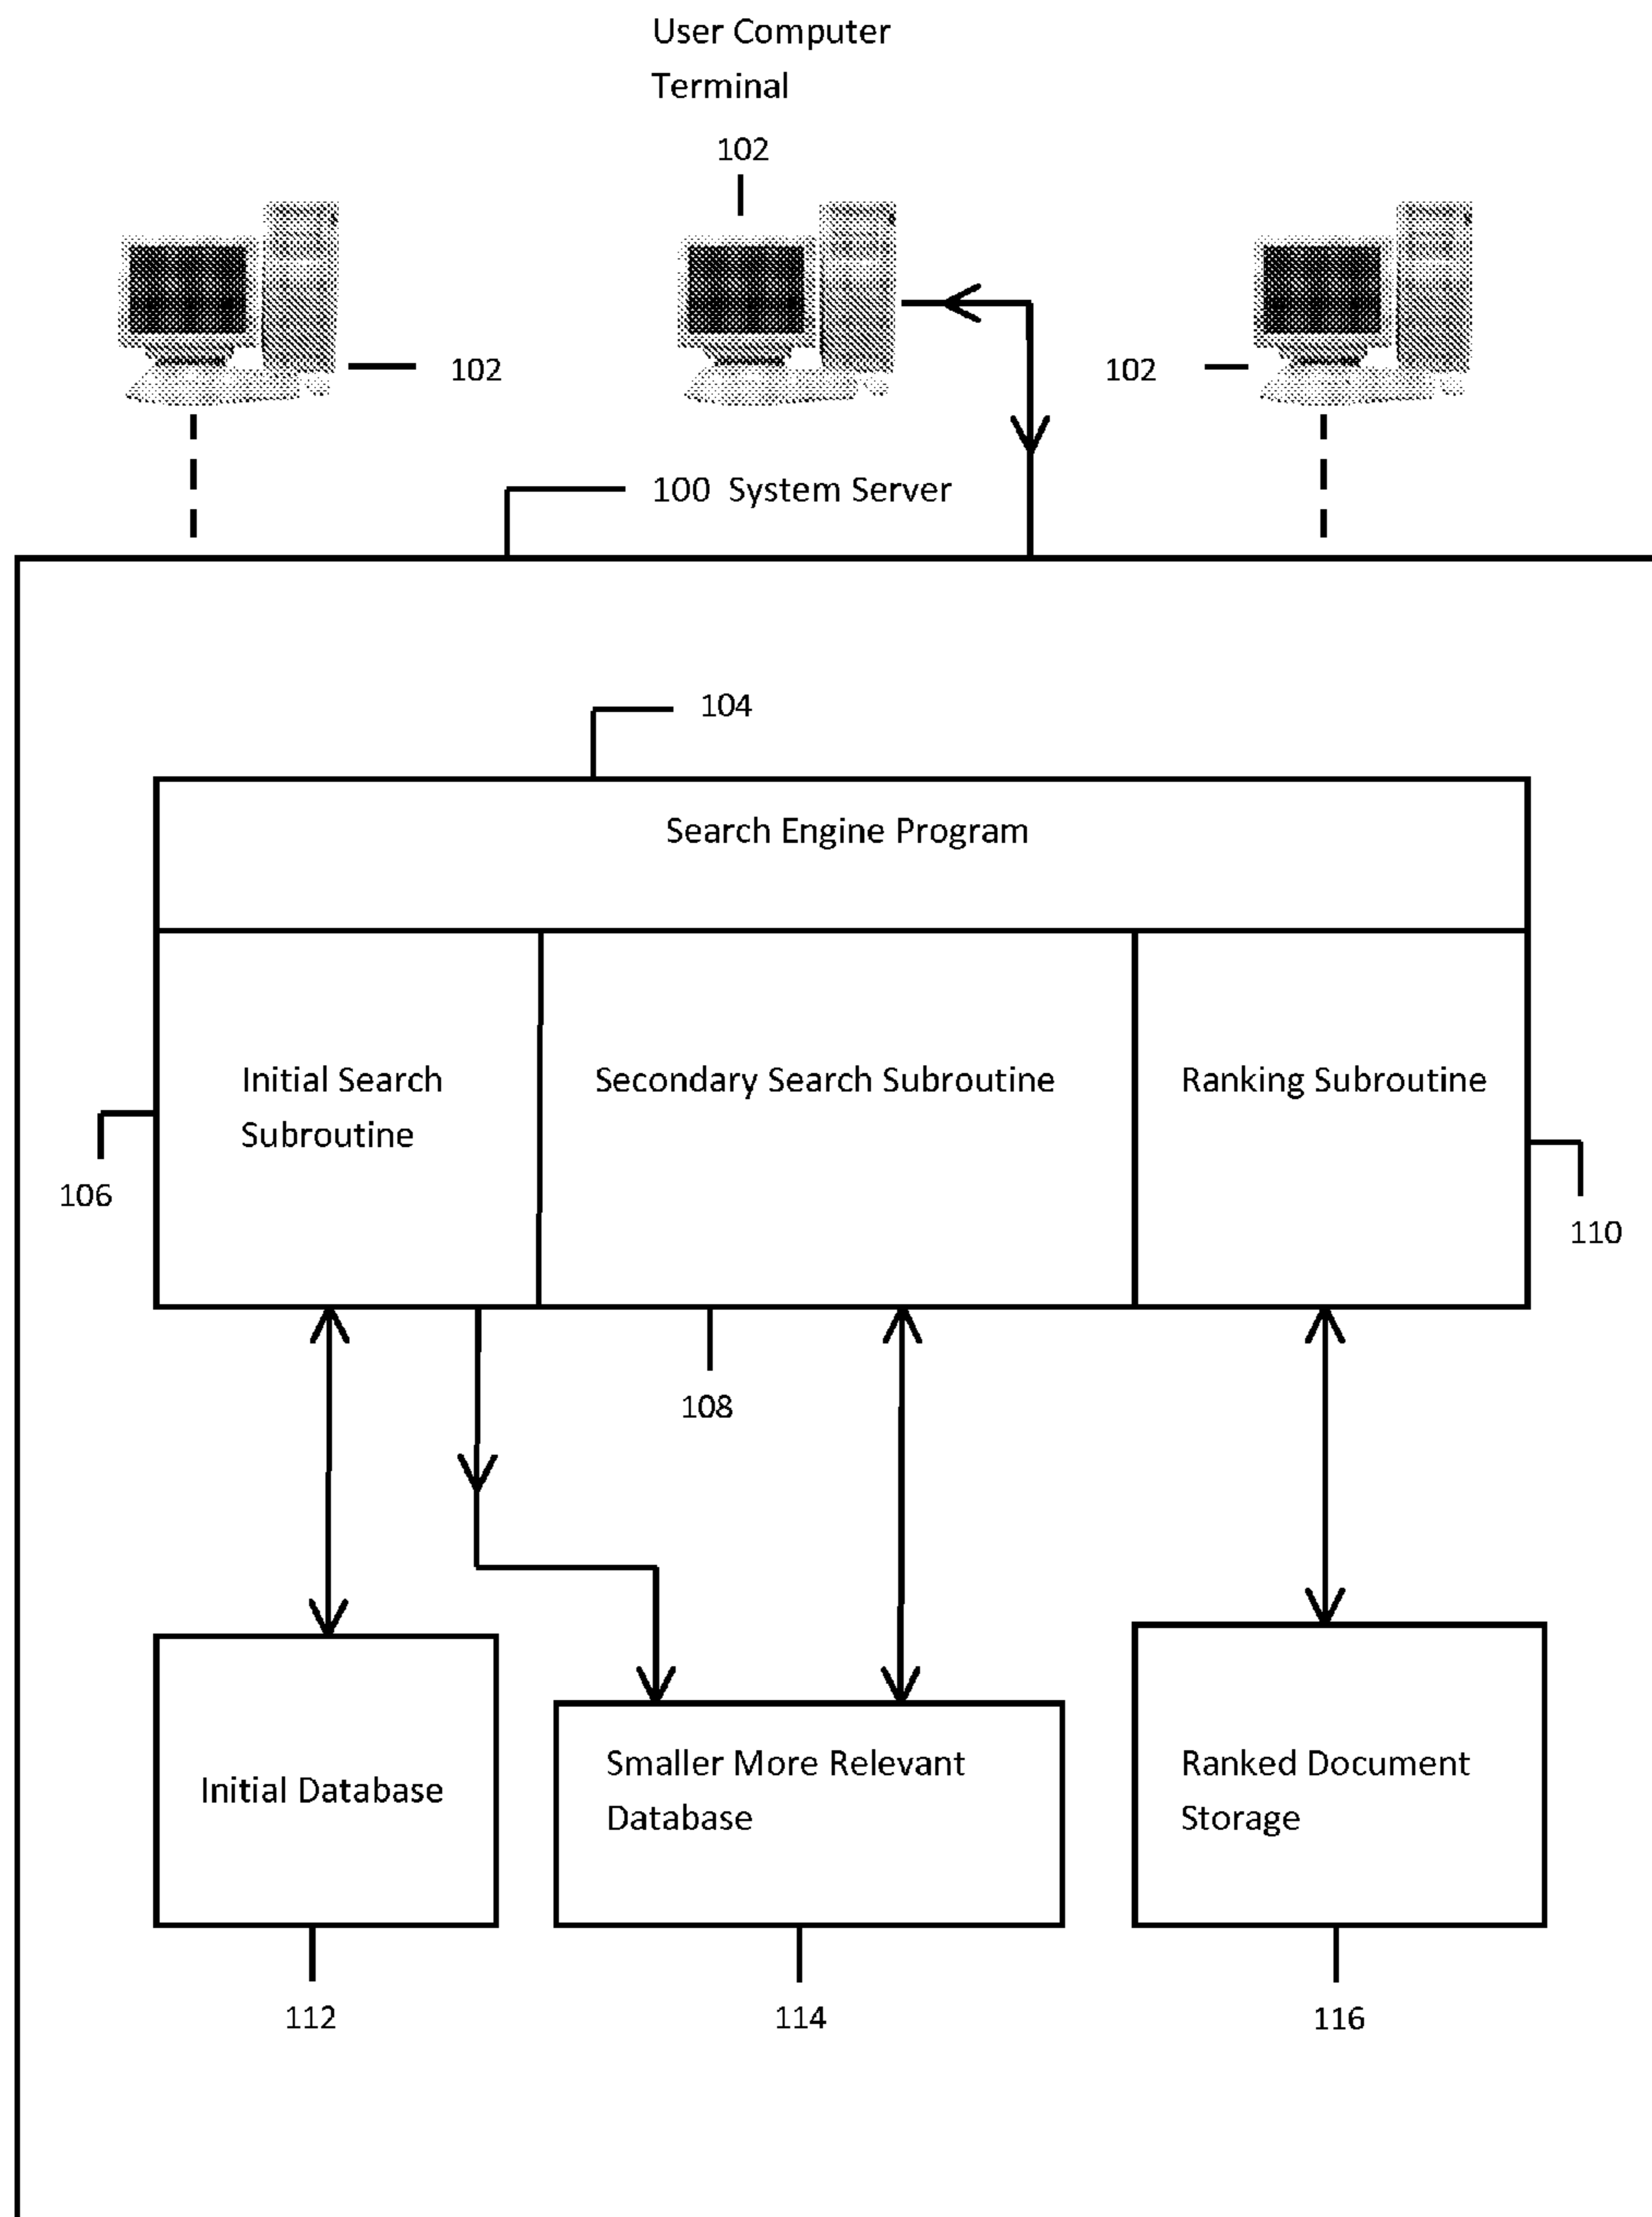 User Computer
Terminal
102
102
102
100 System Server
104
Search Engine Program
Initial Search
Subroutine
Secondary Search Subroutine
Ranking Subroutine
106
110
108
Initial Database
Smaller More Relevant
Database
Ranked Document
Storage
112
114
116